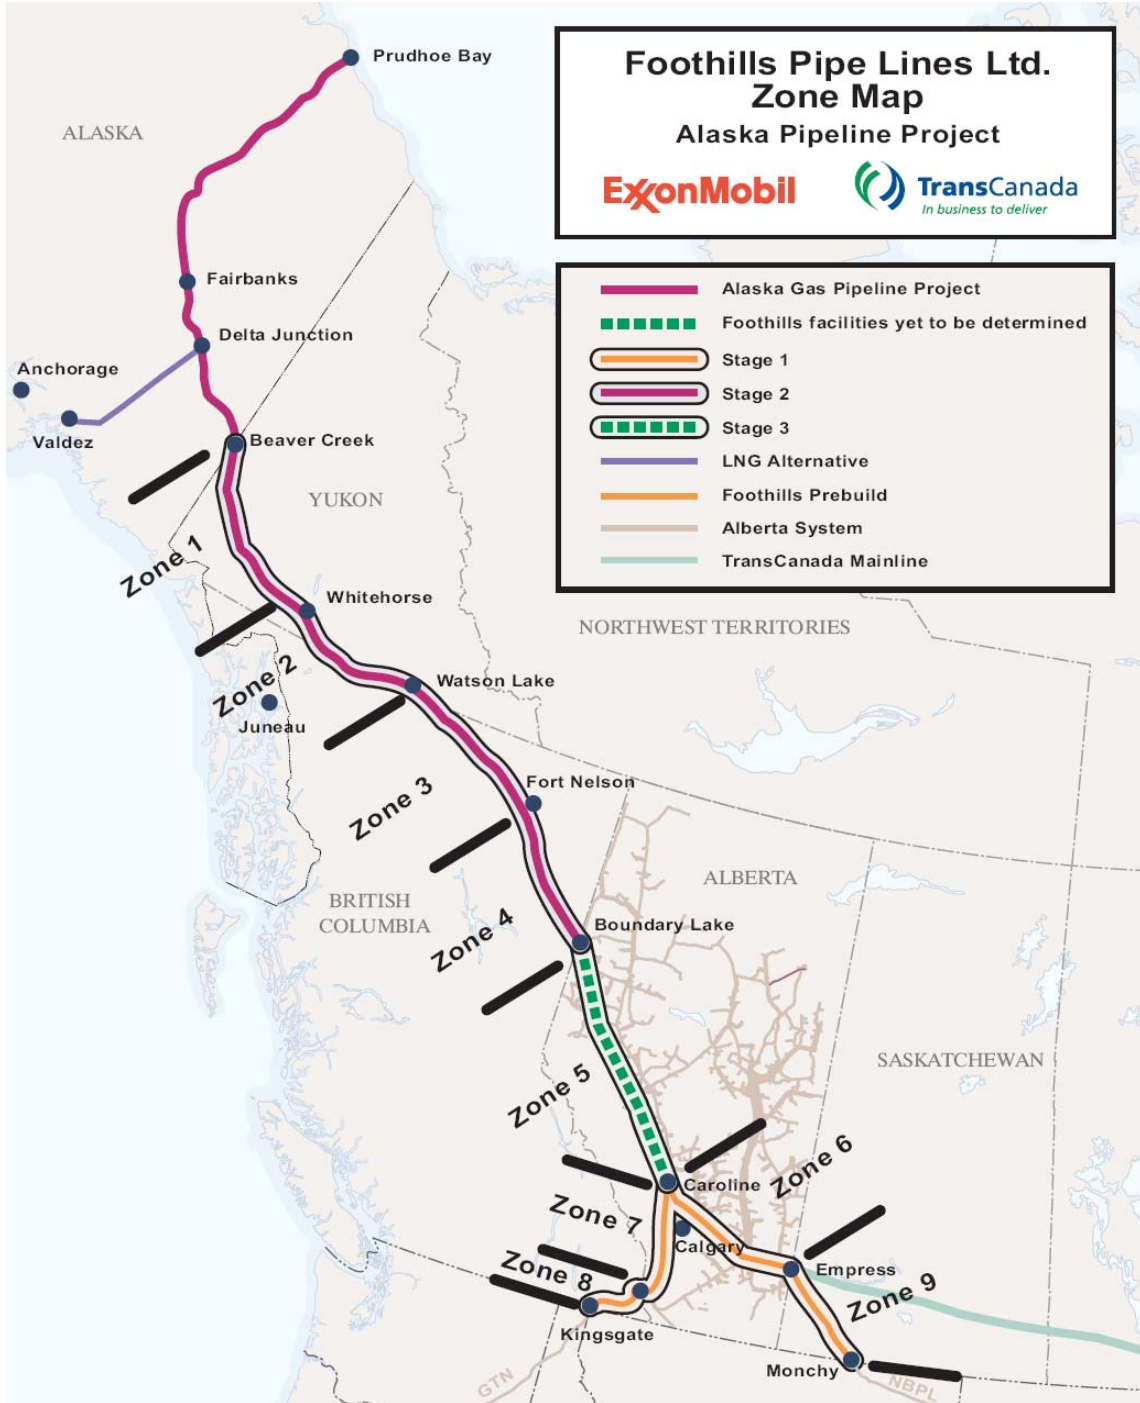 Foothills Pipe Lines Ltd.
Zone Map
Alaska Pipeline Project
ExxonMobil
TransCanada
In business to deliver
Alaska Gas Pipeline Project
Foothills facilities yet to be determined
Stage 1
Stage 2
Stage 3
LNG Alternative
Foothills Prebuild
Alberta System
TransCanada Mainline
Prudhoe Bay
ALASKA
Fairbanks
Delta Junction
Anchorage
Valdez
Beaver Creek
YUKON
Zone 1
Whitehorse
NORTHWEST TERRITORIES
Zone 2
Watson Lake
Juneau
Fort Nelson
Zone 3
ALBERTA
BRITISH
COLUMBIA
Boundary Lake
Zone 4
SASKATCHEWAN
Zone 5
Zone 6
Caroline
Zone 7
Calgary
Zone 8
Empress
Zone 9
Kingsgate
Monchy
GTN
NBPL